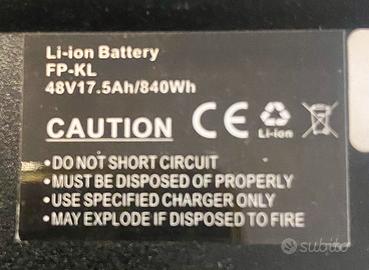 Li-ion Battery
FP-KL
48V17.5Ah/840Wh
CAUTION CE Li-ion
•DO NOT SHORT CIRCUIT
•MUST BE DISPOSED OF PROPERLY
•USE SPECIFIED CHARGER ONLY
•MAY EXPLODE IF DISPOSED TO FIRE
subito